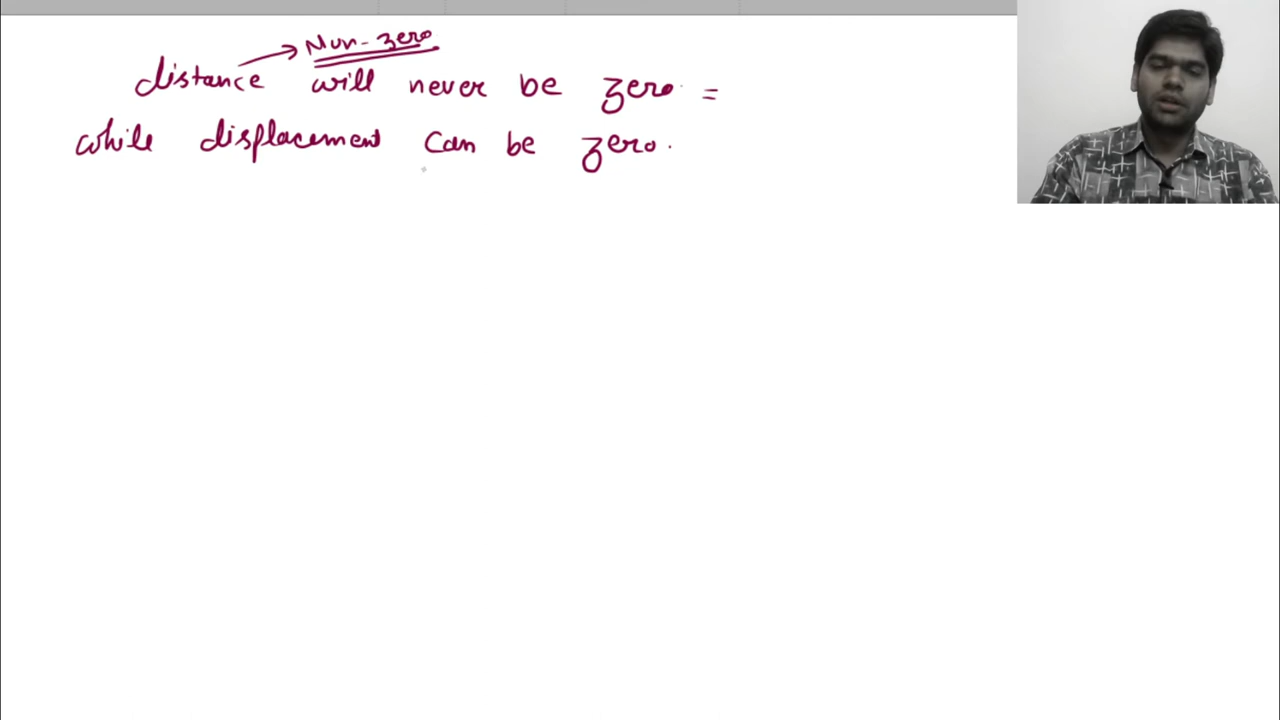 Non-zero
distance will never be zero. =
while displacement can be zero.